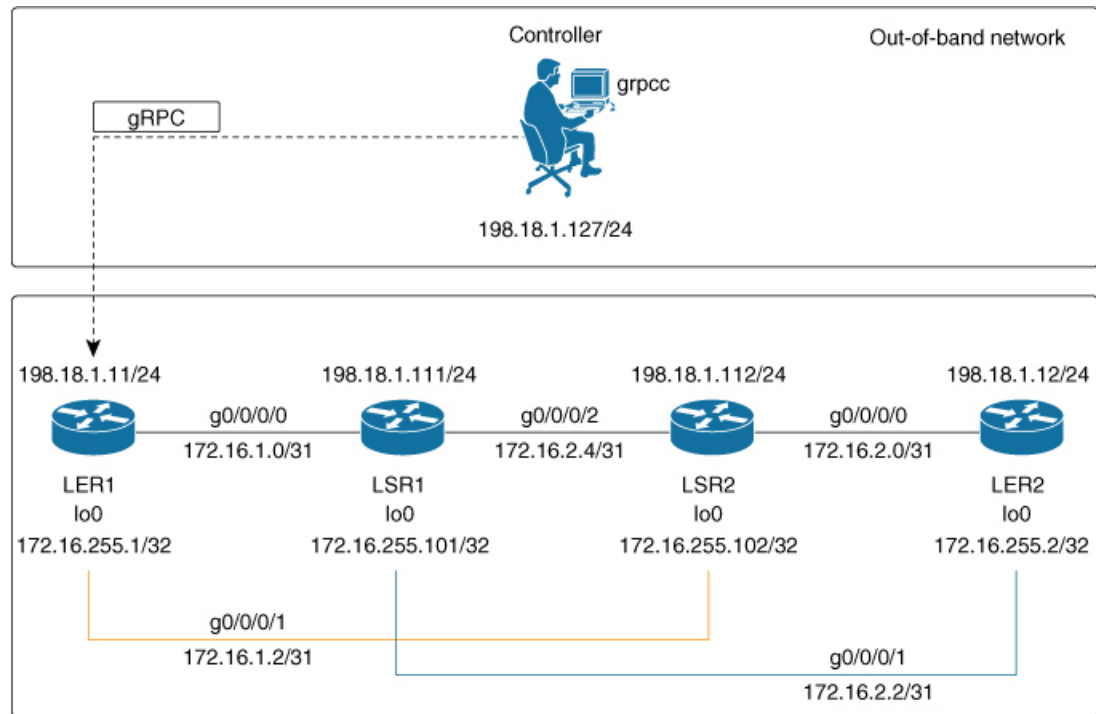 Controller
Out-of-band network
grpcc
gRPC
198.18.1.127/24
198.18.1.11/24
198.18.1.111/24
198.18.1.112/24
198.18.1.12/24
g0/0/0/0
g0/0/0/2
g0/0/0/0
172.16.1.0/31
172.16.2.4/31
172.16.2.0/31
LER1
LSR1
LSR2
LER2
lo0
lo0
lo0
lo0
172.16.255.1/32
172.16.255.101/32
172.16.255.102/32
172.16.255.2/32
g0/0/0/1
172.16.1.2/31
g0/0/0/1
172.16.2.2/31